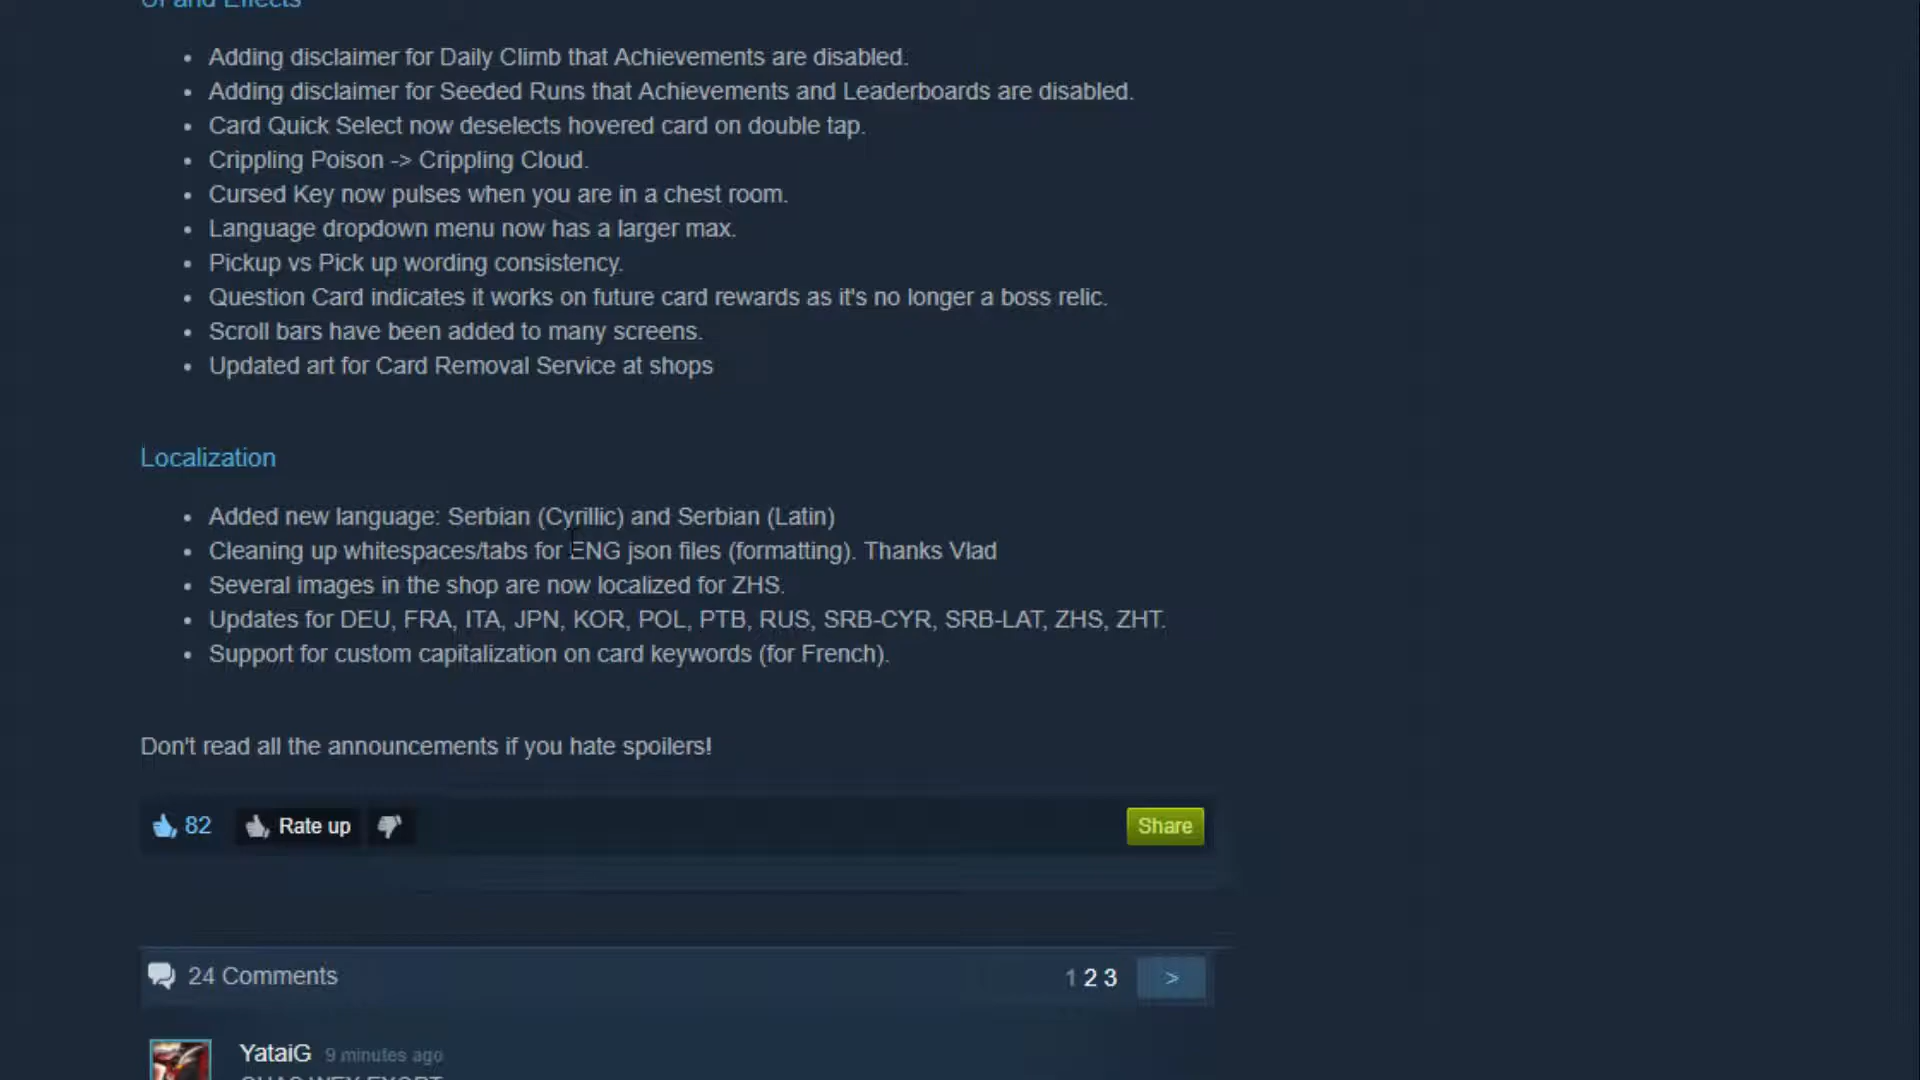 UI and Effects
Adding disclaimer for Daily Climb that Achievements are disabled.
Adding disclaimer for Seeded Runs that Achievements and Leaderboards are disabled.
Card Quick Select now deselects hovered card on double tap.
Crippling Poison -> Crippling Cloud.
Cursed Key now pulses when you are in a chest room.
Language dropdown menu now has a larger max.
Pickup vs Pick up wording consistency.
Question Card indicates it works on future card rewards as it's no longer a boss relic.
Scroll bars have been added to many screens.
Updated art for Card Removal Service at shops
Localization
Added new language: Serbian (Cyrillic) and Serbian (Latin)
Cleaning up whitespaces/tabs for ENG json files (formatting). Thanks Vlad
Several images in the shop are now localized for ZHS.
Updates for DEU, FRA, ITA, JPN, KOR, POL, PTB, RUS, SRB-CYR, SRB-LAT, ZHS, ZHT.
Support for custom capitalization on card keywords (for French).
Don't read all the announcements if you hate spoilers!
82 Rate up Share
24 Comments 1 2 3 >
YataiG 9 minutes ago